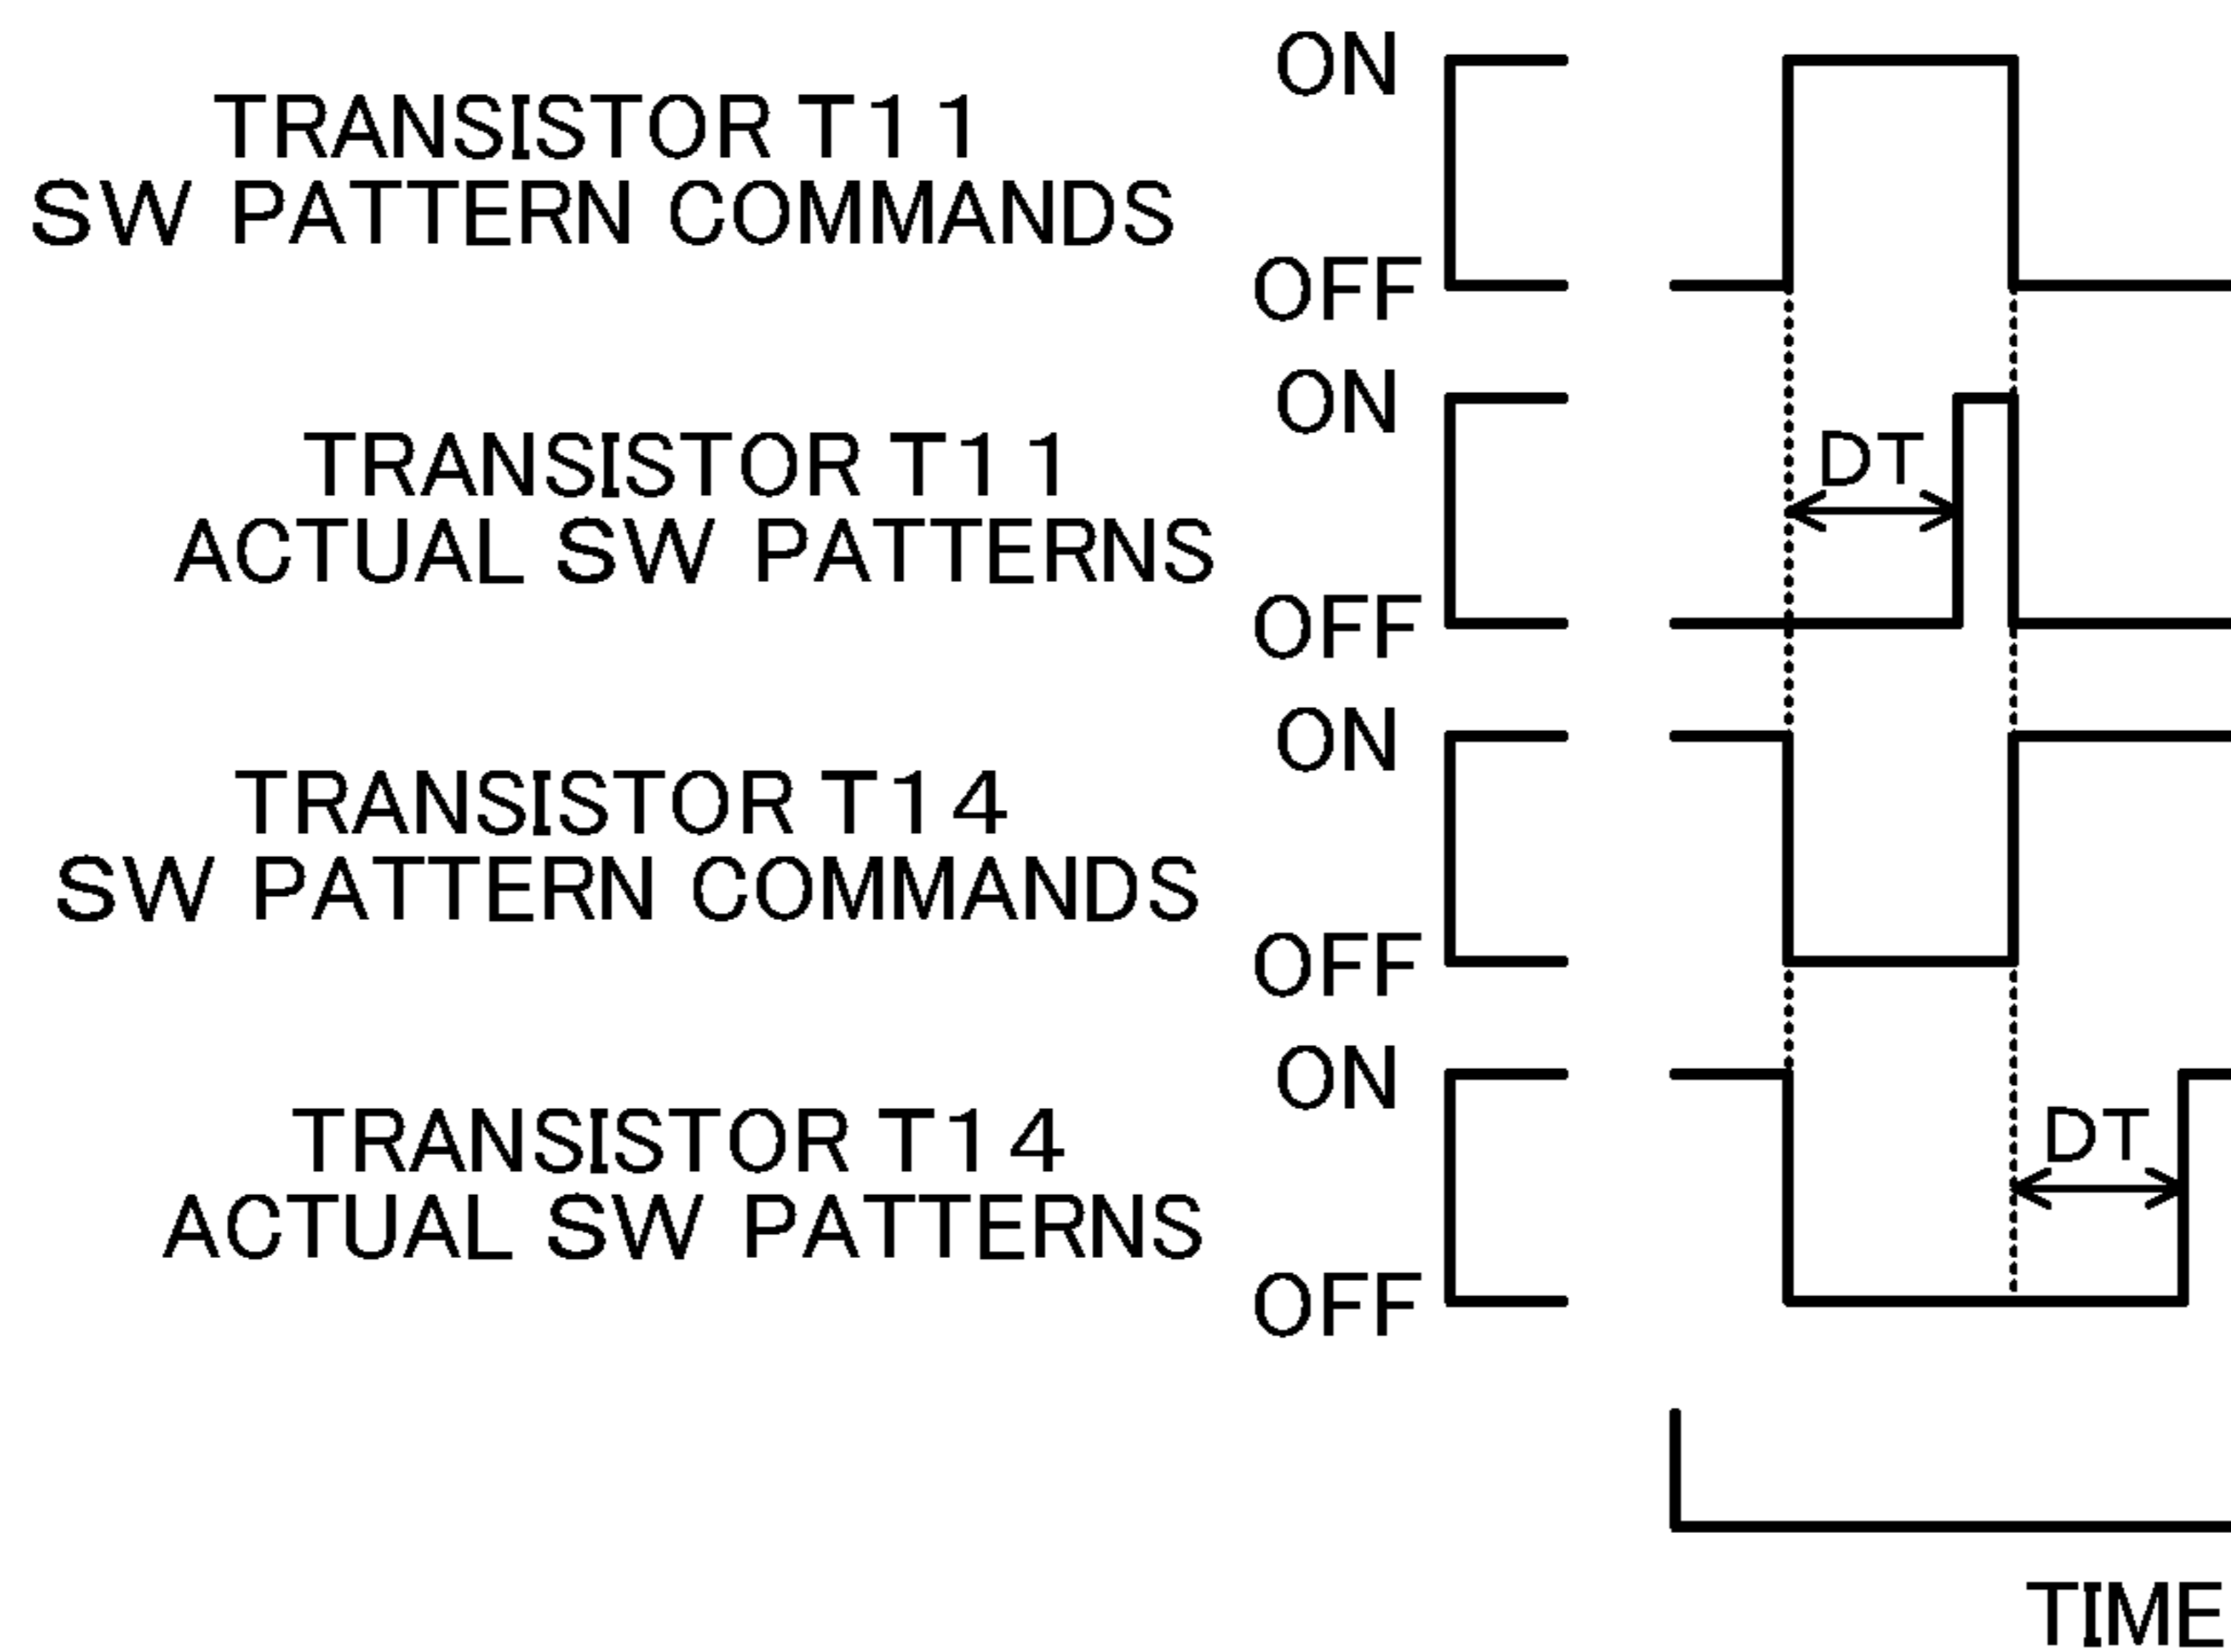 ON
TRANSISTOR T11
SW PATTERN COMMANDS
OFF
ON
TRANSISTOR T11
ACTUAL SW PATTERNS
DT
OFF
ON
TRANSISTOR T14
SW PATTERN COMMANDS
OFF
ON
TRANSISTOR T14
ACTUAL SW PATTERNS
DT
OFF
TIME